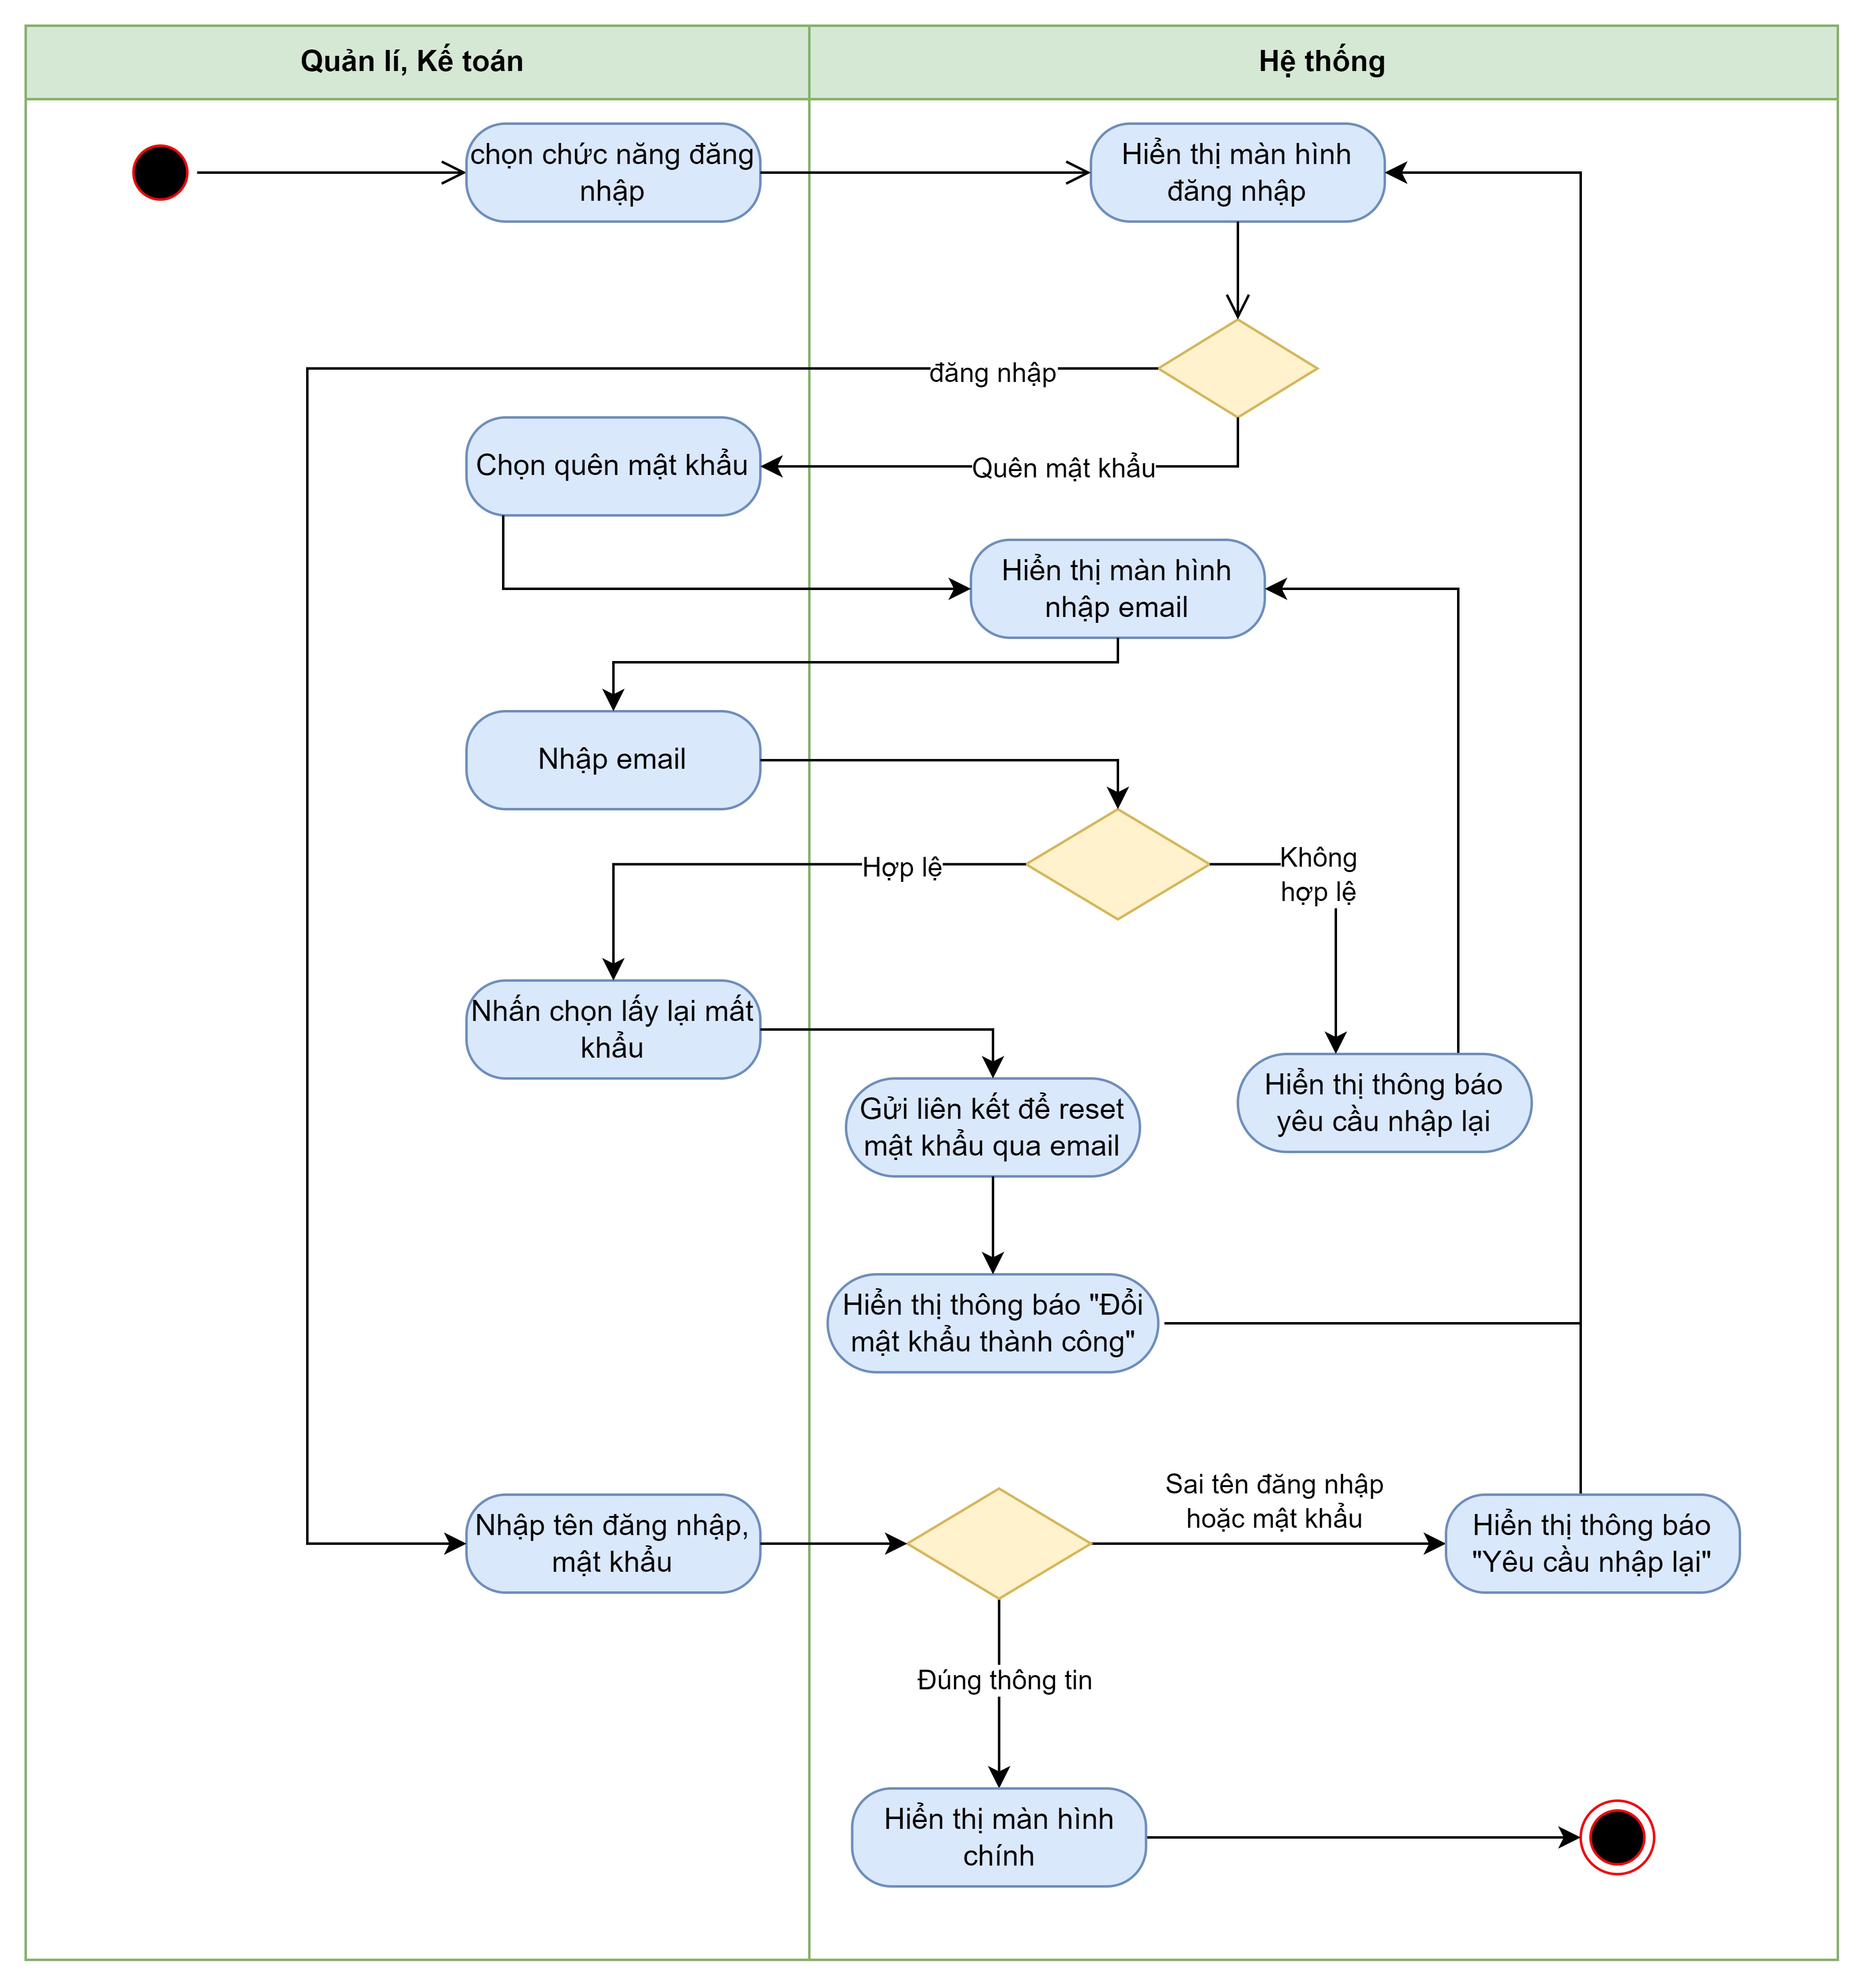 Quản lí, Kế toán
Hệ thống
chọn chức năng đăng
nhập
Hiển thị màn hình
đăng nhập
đăng nhập
Chọn quên mật khẩu
Quên mật khẩu
Hiển thị màn hình
nhập email
Nhập email
Hợp lệ
Không
hợp lệ
Nhấn chọn lấy lại mất
khẩu
Gửi liên kết để reset
mật khẩu qua email
Hiển thị thông báo
yêu cầu nhập lại
Hiển thị thông báo "Đổi
mật khẩu thành công"
Nhập tên đăng nhập,
mật khẩu
Sai tên đăng nhập
hoặc mật khẩu
Hiển thị thông báo
"Yêu cầu nhập lại"
Đúng thông tin
Hiển thị màn hình
chính